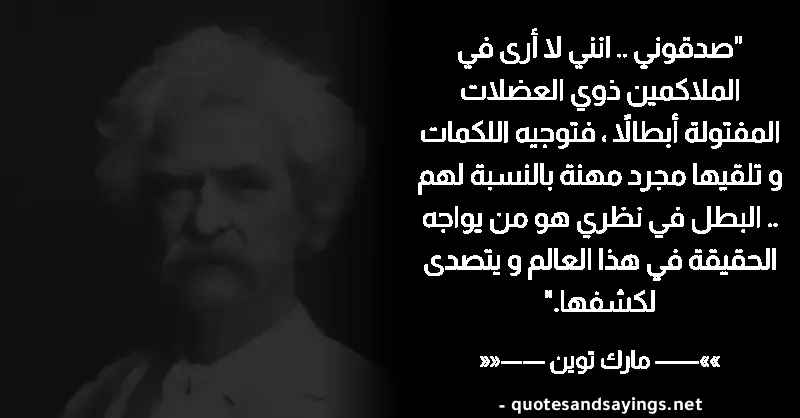 "صدقوني .. انني لا أرى في
الملاكمين ذوي العضلات
المفتولة أبطالًا ، فتوجيه اللكمات
و تلقيها مجرد مهنة بالنسبة لهم
.. البطل في نظري هو من يواجه
الحقيقة في هذا العالم و يتصدى
لكشفها."
»»—— مارك توين ——««
- quotesandsayings.net